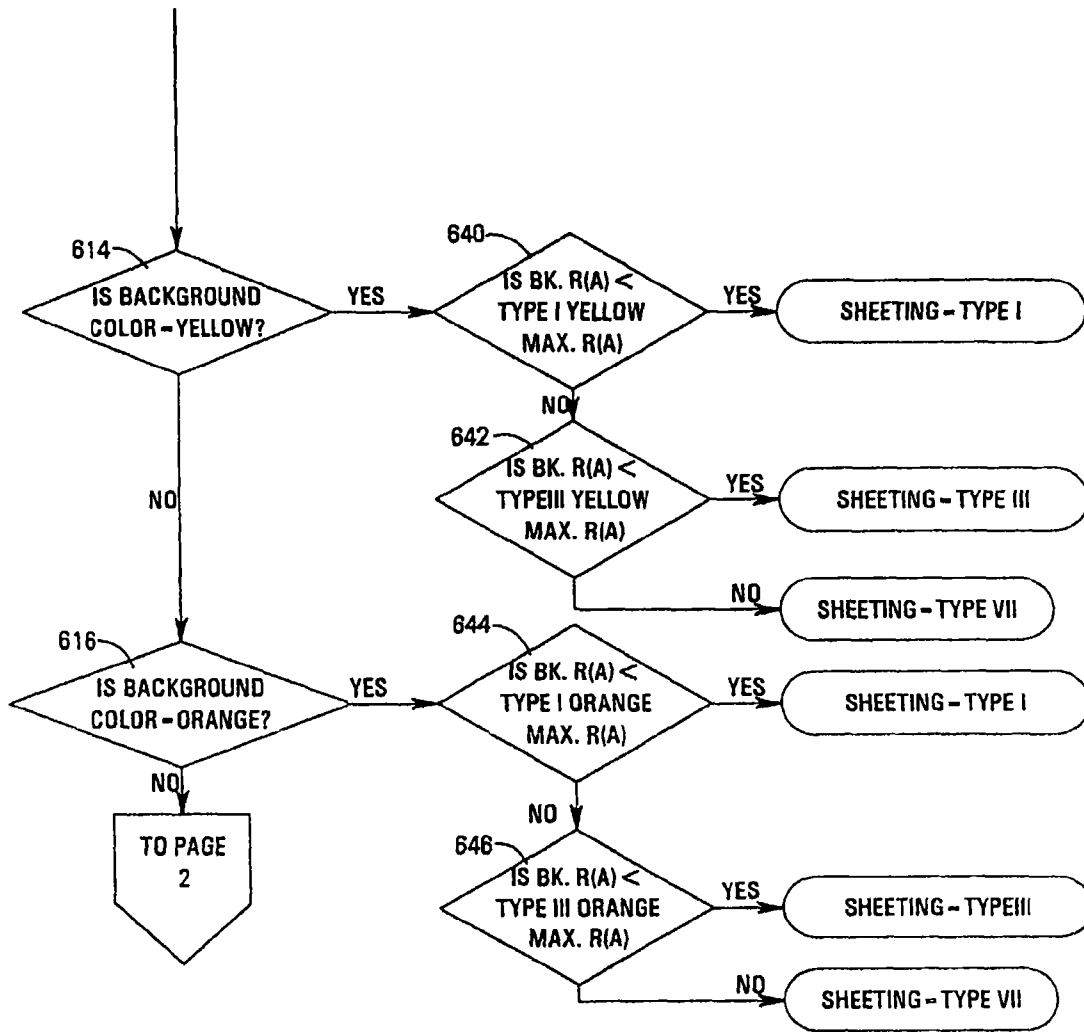 614
IS BACKGROUND
COLOR=YELLOW?
YES
640
IS BK. R(A) <
TYPE I YELLOW
MAX. R(A)
YES
SHEETING-TYPE I
NO
642
IS BK. R(A) <
TYPEIII YELLOW
MAX. R(A)
YES
SHEETING-TYPE III
NO
SHEETING-TYPE VII
NO
616
IS BACKGROUND
COLOR=ORANGE?
YES
644
IS BK. R(A) <
TYPE I ORANGE
MAX. R(A)
YES
SHEETING-TYPE I
NO
TO PAGE
2
NO
646
IS BK. R(A) <
TYPE III ORANGE
MAX. R(A)
YES
SHEETING-TYPEIII
NO
SHEETING-TYPE VII